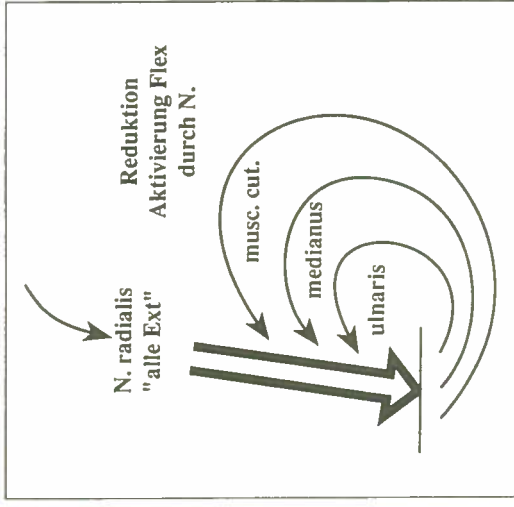 N. radialis
"alle Ext"
Reduktion
Aktivierung Flex
durch N.
musc. cut.
medianus
ulnaris